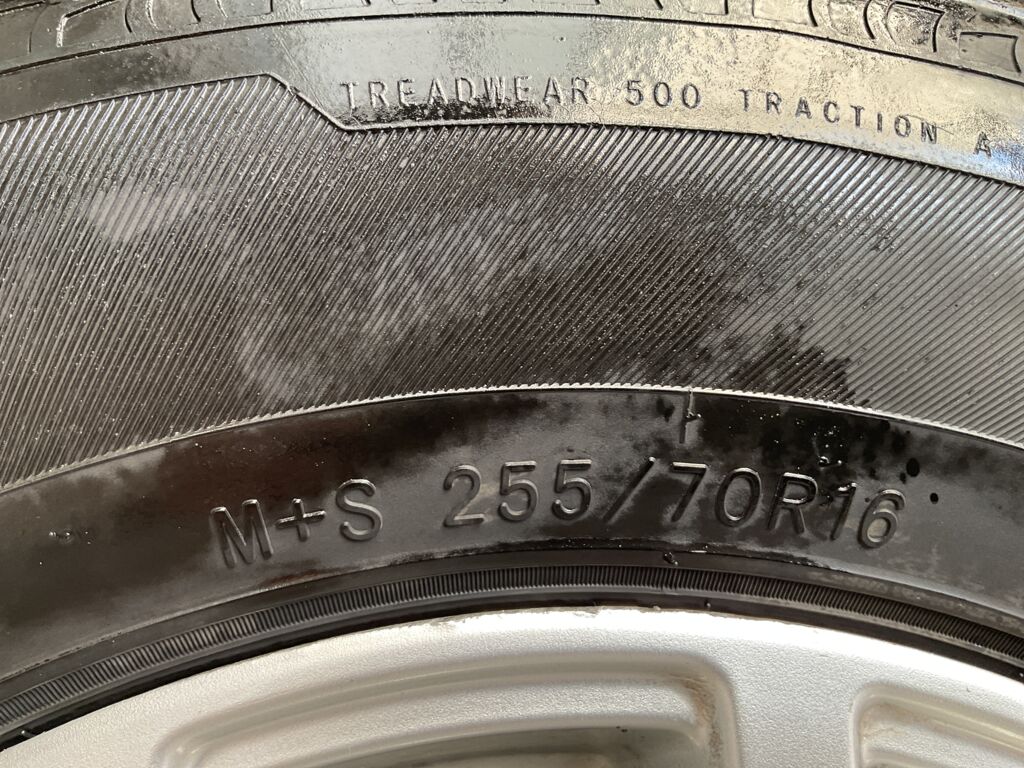 TREADWEAR 500 TRACTION A
M+S 255/70R16